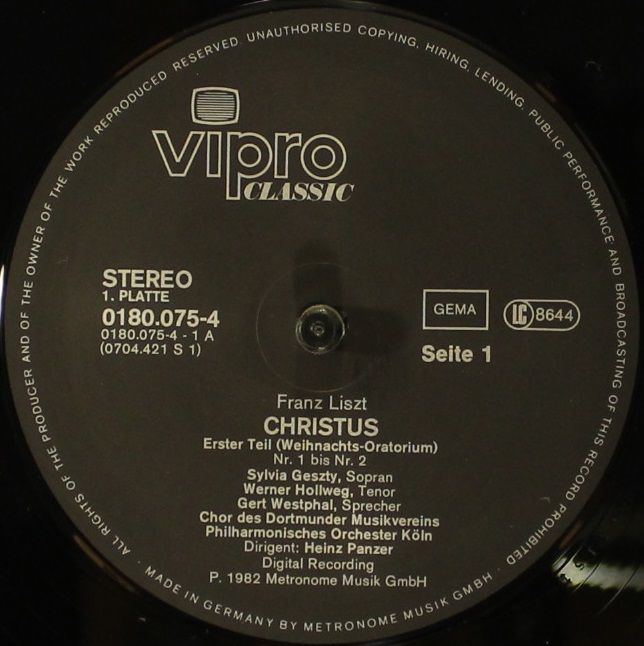 ALL RIGHTS OF THE PRODUCER AND OF THE OWNER OF THE WORK REPRODUCED RESERVED. UNAUTHORISED COPYING, HIRING, LENDING, PUBLIC PERFORMANCE AND BROADCASTING OF THIS RECORD PROHIBITED
vipro
CLASSIC
STEREO
1. PLATTE
0180.075-4
0180.075-4 - 1 A
(0704.421 S 1)
GEMA
LC 8644
Seite 1
Franz Liszt
CHRISTUS
Erster Teil (Weihnachts-Oratorium)
Nr. 1 bis Nr. 2
Sylvia Geszty, Sopran
Werner Hollweg, Tenor
Gert Westphal, Sprecher
Chor des Dortmunder Musikvereins
Philharmonisches Orchester Köln
Dirigent: Heinz Panzer
Digital Recording
P. 1982 Metronome Musik GmbH
· MADE IN GERMANY BY METRONOME MUSIK GMBH ·